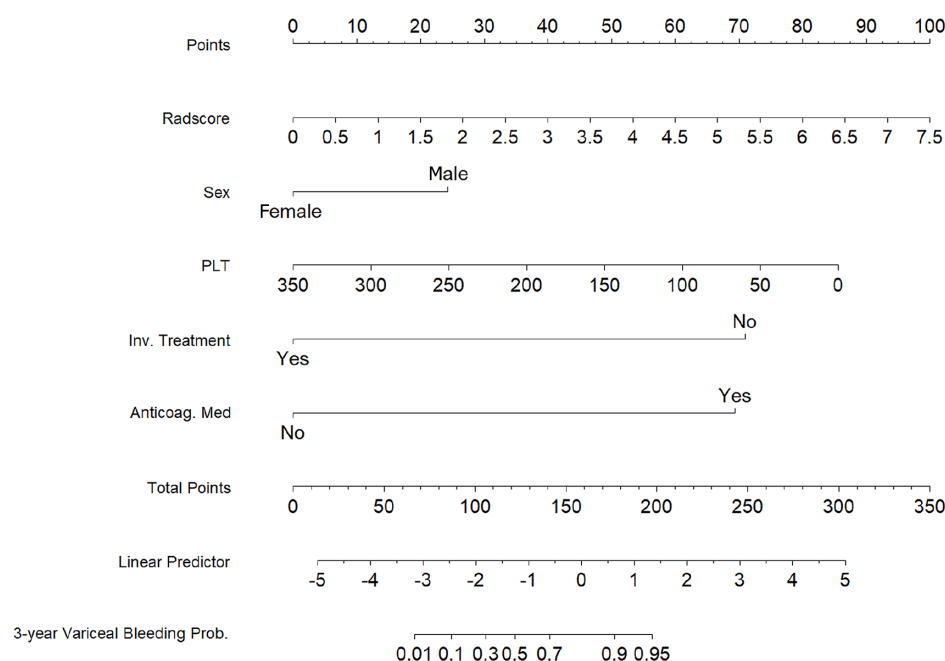 Points 0 10 20 30 40 50 60 70 80 90 100
Radscore 0 0.5 1 1.5 2 2.5 3 3.5 4 4.5 5 5.5 6 6.5 7 7.5
Male
Sex
Female
PLT 350 300 250 200 150 100 50 0
No
Inv. Treatment
Yes
Yes
Anticoag. Med
No
Total Points 0 50 100 150 200 250 300 350
Linear Predictor -5 -4 -3 -2 -1 0 1 2 3 4 5
3-year Variceal Bleeding Prob. 0.01 0.1 0.3 0.5 0.7 0.9 0.95